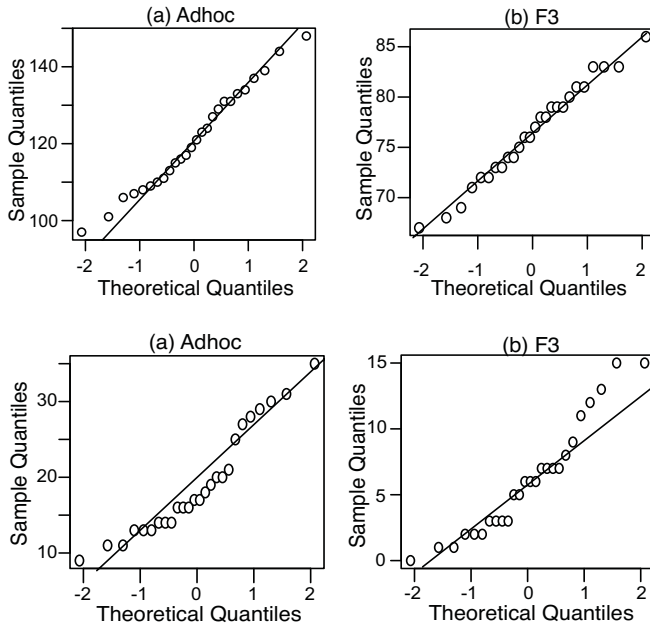 (a) Adhoc
(b) F3
Sample Quantiles
100
120
140
-2
-1
0
1
2
Theoretical Quantiles
Sample Quantiles
70
75
80
85
-2
-1
0
1
2
Theoretical Quantiles
(a) Adhoc
(b) F3
Sample Quantiles
10
20
30
-2
-1
0
1
2
Theoretical Quantiles
Sample Quantiles
0
5
10
15
-2
-1
0
1
2
Theoretical Quantiles